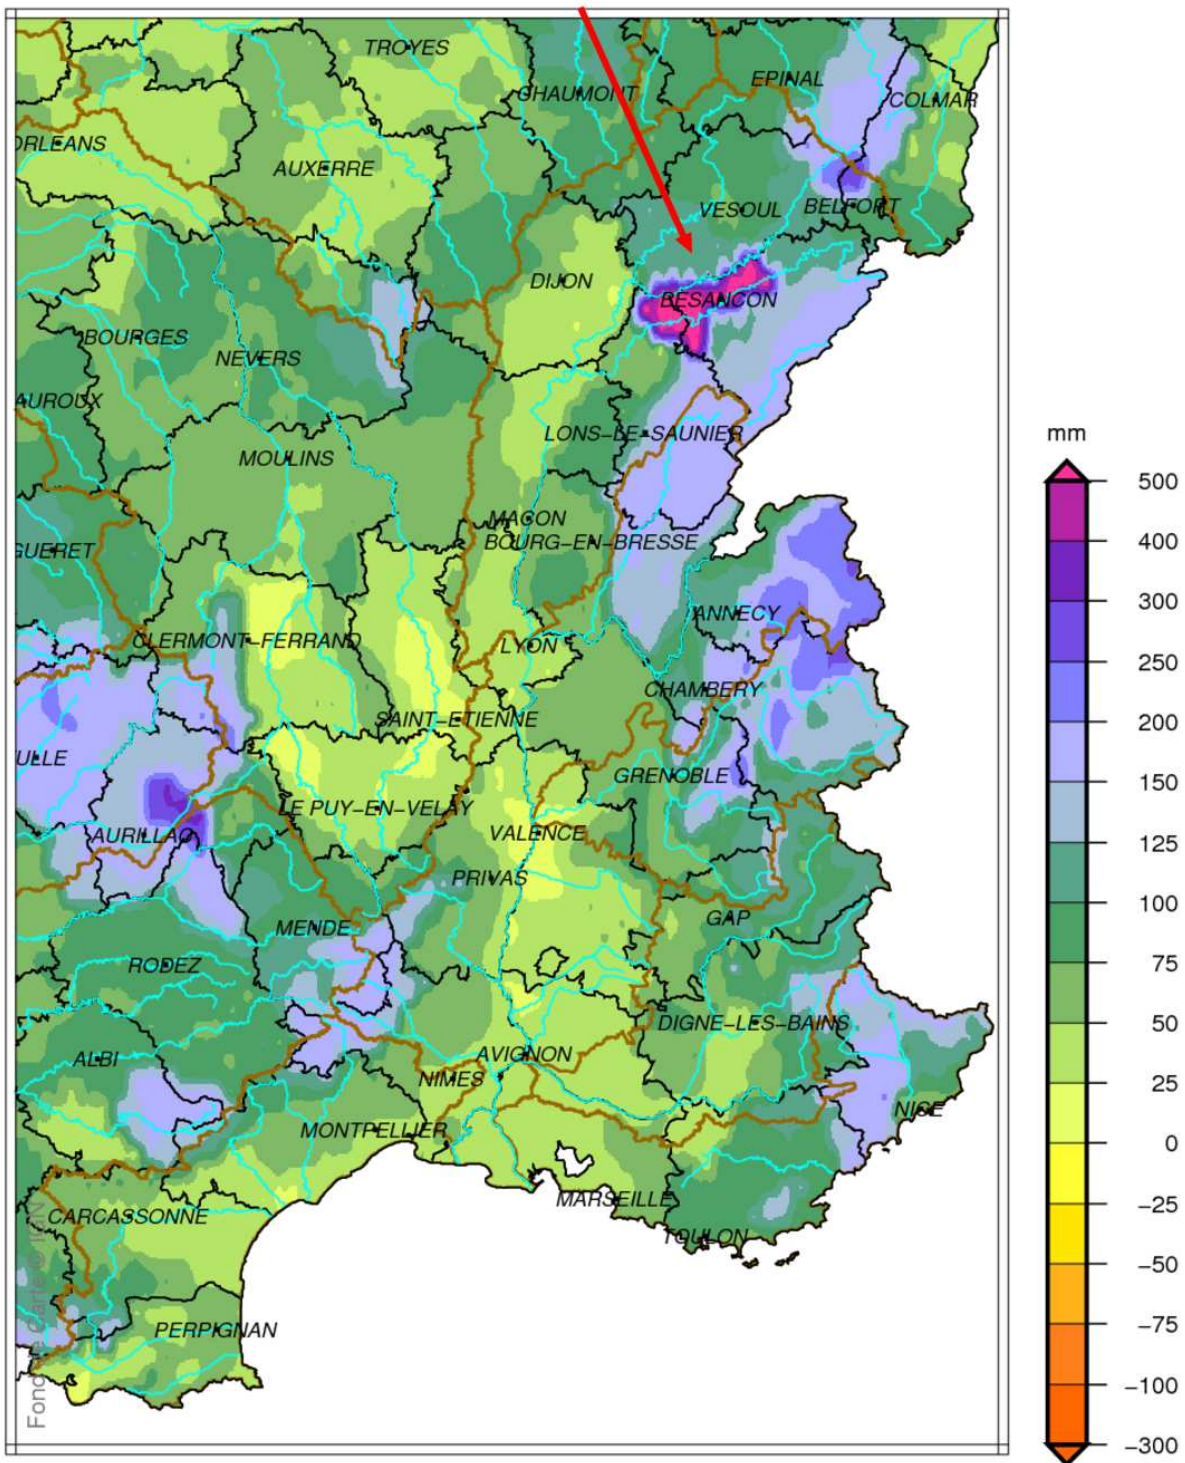 TROYES
CHAUMONT
EPINAL
COLMAR
ORLEANS
AUXERRE
VESOUL
BELFORT
DIJON
BESANCON
BOURGES
NEVERS
AUROUX
LONS-LE-SAUNIER
MOULINS
MACON
BOURG-EN-BRESSE
GUERET
ANNECY
CLERMONT-FERRAND
LYON
CHAMBERY
SAINT-ETIENNE
ULLE
GRENOBLE
LE PUY-EN-VELAY
AURILLAC
VALENCE
PRIVAS
GAP
MENDE
RODEZ
DIGNE-LES-BAINS
ALBI
AVIGNON
NIMES
NICE
MONTPELLIER
MARSEILLE
CARCASSONNE
TOULON
PERPIGNAN
mm
500
400
300
250
200
150
125
100
75
50
25
0
-25
-50
-75
-100
-300